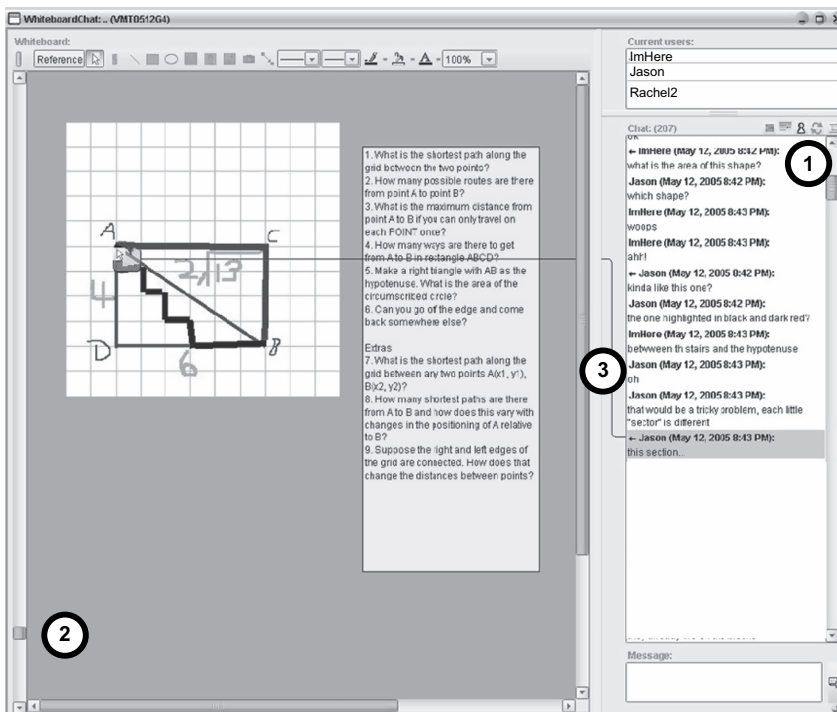 WhiteboardChat: .. (VMT0512G4)
Whiteboard:
Reference
100%
A
C
4
2√13
D
B
6
1. What is the shortest path along the
grid between the two points?
2. How many possible routes are there
from point A to point B?
3. What is the maximum distance from
point A to B if you can only travel on
each POINT once?
4. How many ways are there to get
from A to B in rectangle ABCD?
5. Make a right triangle with AB as the
hypotenuse. What is the area of the
circumscribed circle?
6. Can you go of the edge and come
back somewhere else?
Extras
7. What is the shortest path along the
grid between any two points A(x1, y1),
B(x2, y2)?
8. How many shortest paths are there
from A to B and how does this vary with
changes in the positioning of A relative
to B?
9. Suppose the right and left edges of
the grid are connected. How does that
change the distances between points?
2
3
Current users:
ImHere
Jason
Rachel2
Chat: (207)
ok
← ImHere (May 12, 2005 8:42 PM):
what is the area of this shape?
1
Jason (May 12, 2005 8:42 PM):
which shape?
ImHere (May 12, 2005 8:43 PM):
woops
ImHere (May 12, 2005 8:43 PM):
ahh!
← Jason (May 12, 2005 8:42 PM):
kinda like this one?
Jason (May 12, 2005 8:43 PM):
the one highlighted in black and dark red?
ImHere (May 12, 2005 8:43 PM):
betwween th stairs and the hypotenuse
Jason (May 12, 2005 8:43 PM):
oh
Jason (May 12, 2005 8:43 PM):
that would be a tricky problem, each little
"sector" is different
← Jason (May 12, 2005 8:43 PM):
this section...
Message: